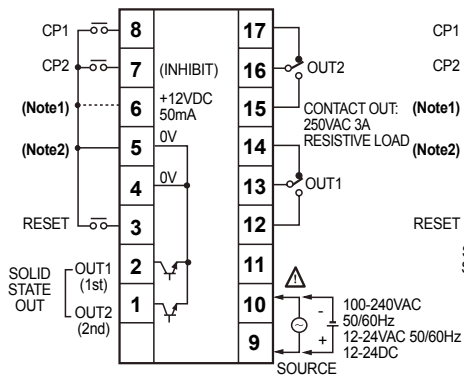 CP1
8
17
CP1
CP2
7
(INHIBIT)
16
OUT2
CP2
(Note1)
6
+12VDC
50mA
15
CONTACT OUT:
250VAC 3A
RESISTIVE LOAD
(Note1)
(Note2)
5
0V
14
(Note2)
4
0V
13
OUT1
RESET
3
12
RESET
SOLID
STATE
OUT
OUT1
(1st)
2
11
OUT2
(2nd)
1
10
9
!
~
-
+
100-240VAC
50/60Hz
12-24VAC 50/60Hz
12-24DC
SOURCE